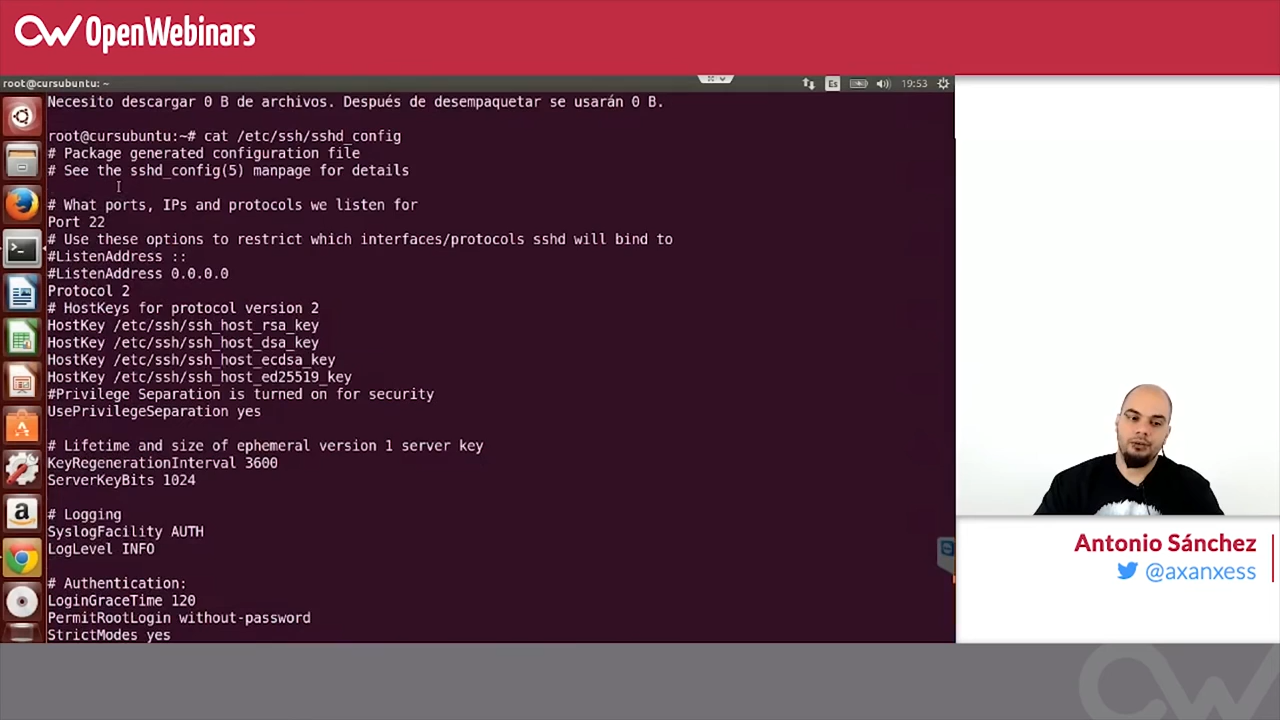 OpenWebinars
root@cursubuntu: ~
Es
19:53
Necesito descargar 0 B de archivos. Después de desempaquetar se usarán 0 B.
root@cursubuntu:~# cat /etc/ssh/sshd_config
# Package generated configuration file
# See the sshd_config(5) manpage for details
# What ports, IPs and protocols we listen for
Port 22
# Use these options to restrict which interfaces/protocols sshd will bind to
#ListenAddress ::
#ListenAddress 0.0.0.0
Protocol 2
# HostKeys for protocol version 2
HostKey /etc/ssh/ssh_host_rsa_key
HostKey /etc/ssh/ssh_host_dsa_key
HostKey /etc/ssh/ssh_host_ecdsa_key
HostKey /etc/ssh/ssh_host_ed25519_key
#Privilege Separation is turned on for security
UsePrivilegeSeparation yes
# Lifetime and size of ephemeral version 1 server key
KeyRegenerationInterval 3600
ServerKeyBits 1024
# Logging
SyslogFacility AUTH
LogLevel INFO
# Authentication:
LoginGraceTime 120
PermitRootLogin without-password
StrictModes yes
Antonio Sánchez
@axanxess